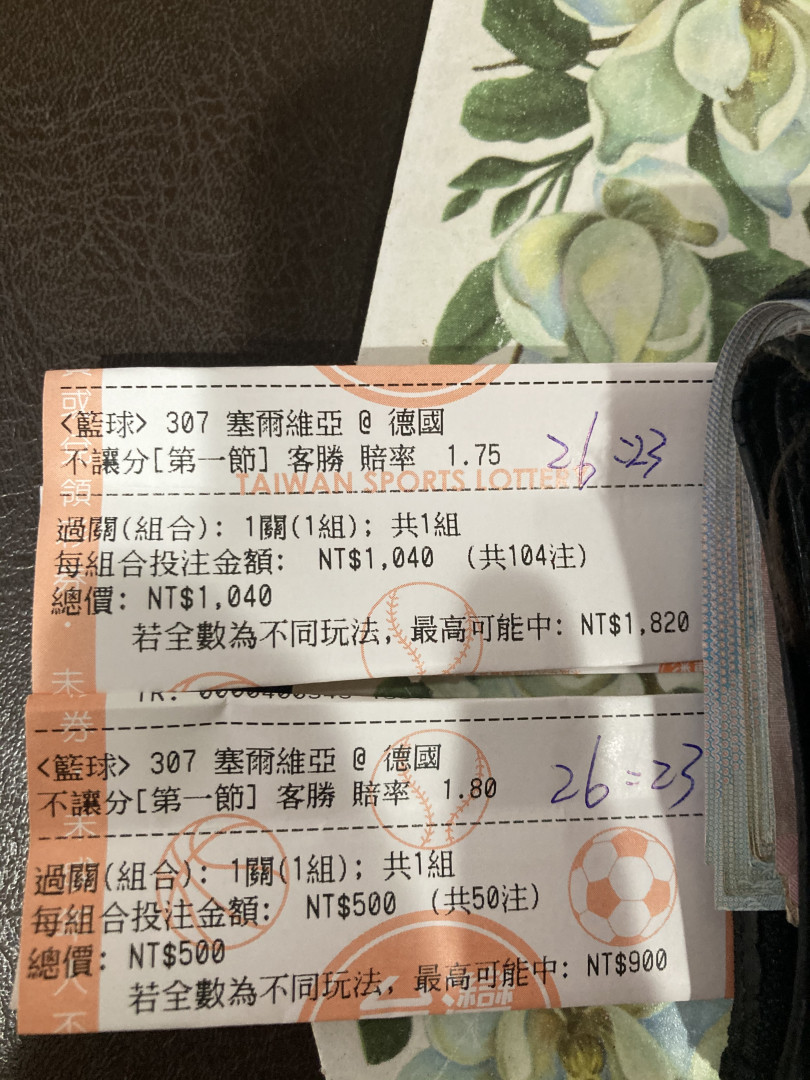 <籃球> 307 塞爾維亞 @ 德國
不讓分[第一節] 客勝 賠率 1.75
26:23
TAIWAN SPORTS LOTTE
過關(組合): 1關(1組); 共1組
每組合投注金額: NT$1,040 (共104注)
總價: NT$1,040
若全數為不同玩法, 最高可能中: NT$1,820
<籃球> 307 塞爾維亞 @ 德國
不讓分[第一節] 客勝 賠率 1.80
26:23
過關(組合): 1關(1組); 共1組
每組合投注金額: NT$500 (共50注)
總價: NT$500
若全數為不同玩法, 最高可能中: NT$900